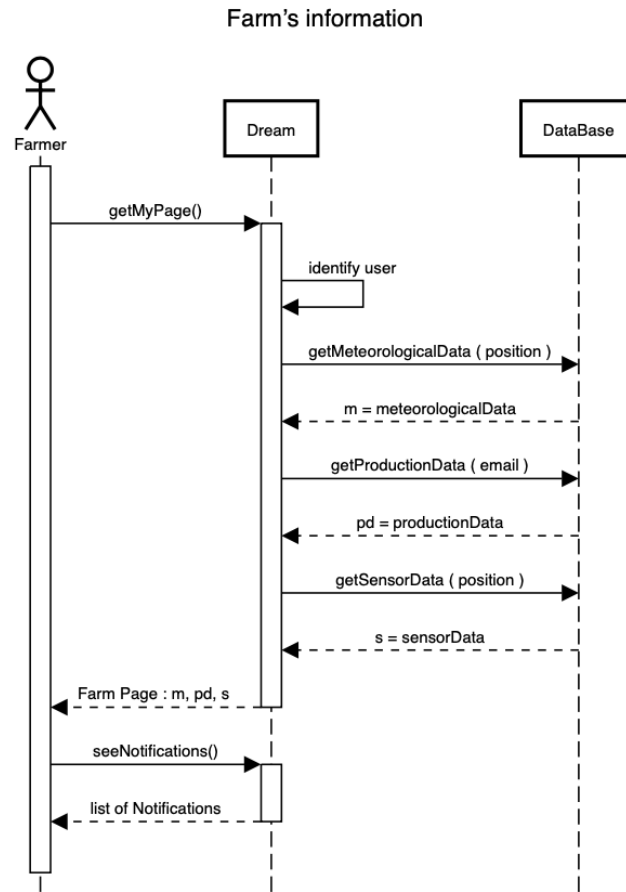 Farm's information
Farmer
Dream
DataBase
getMyPage()
identify user
getMeteorologicalData ( position )
m = meteorologicalData
getProductionData ( email )
pd = productionData
getSensorData ( position )
s = sensorData
Farm Page : m, pd, s
seeNotifications()
list of Notifications